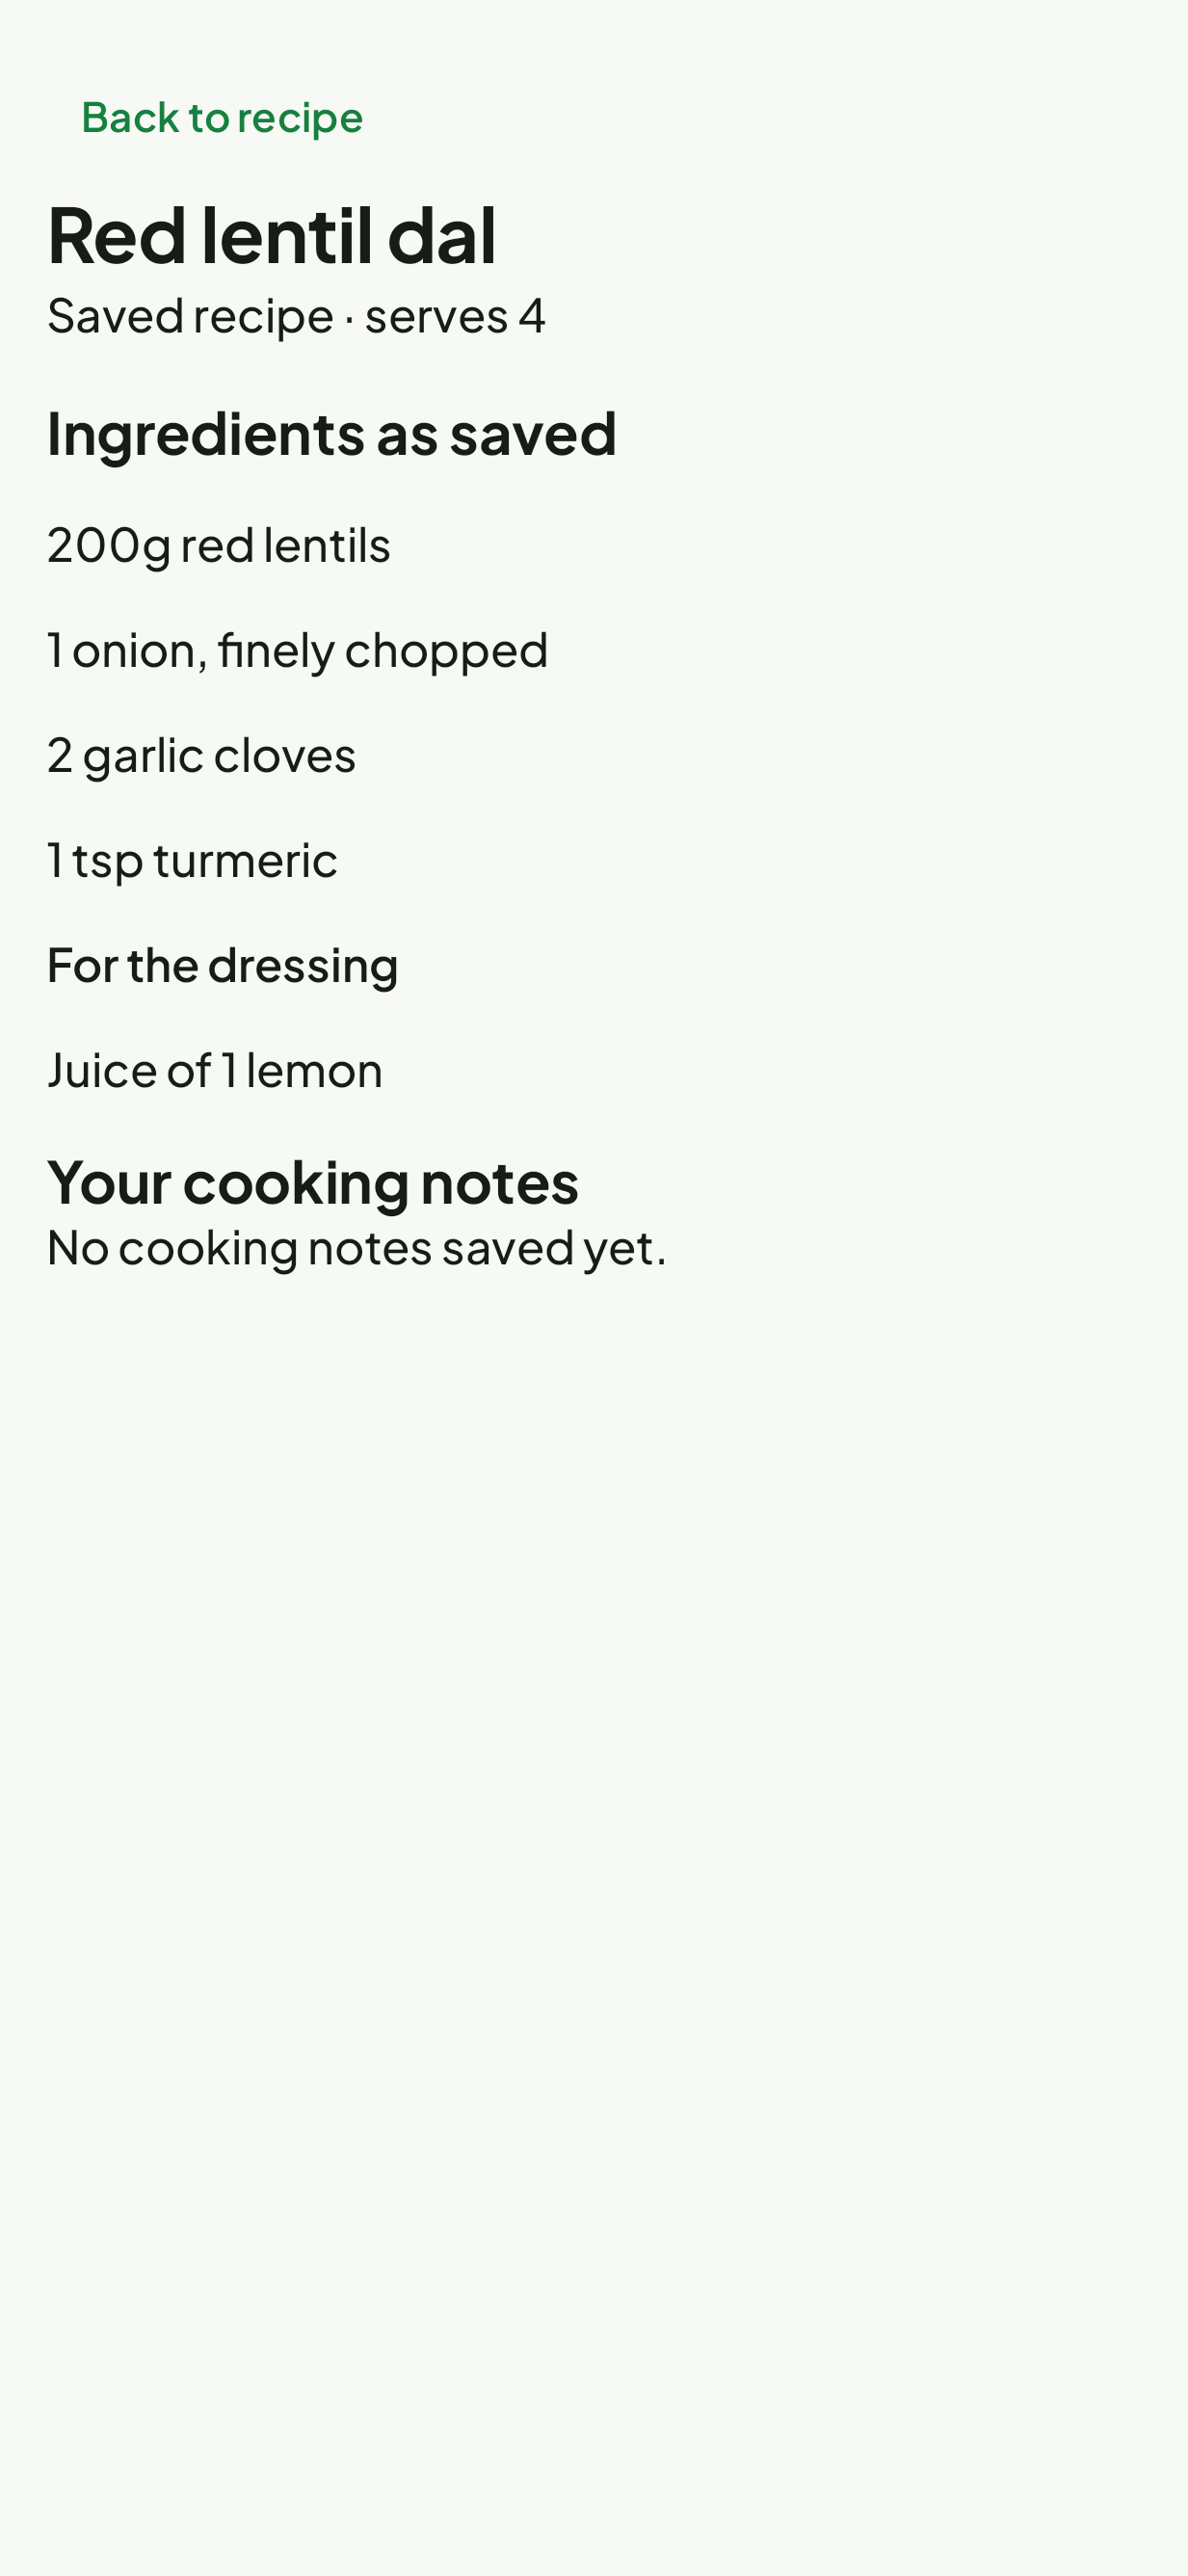 Back to recipe
Red lentil dal
Saved recipe · serves 4
Ingredients as saved
200g red lentils
1 onion, finely chopped
2 garlic cloves
1 tsp turmeric
For the dressing
Juice of 1 lemon
Your cooking notes
No cooking notes saved yet.